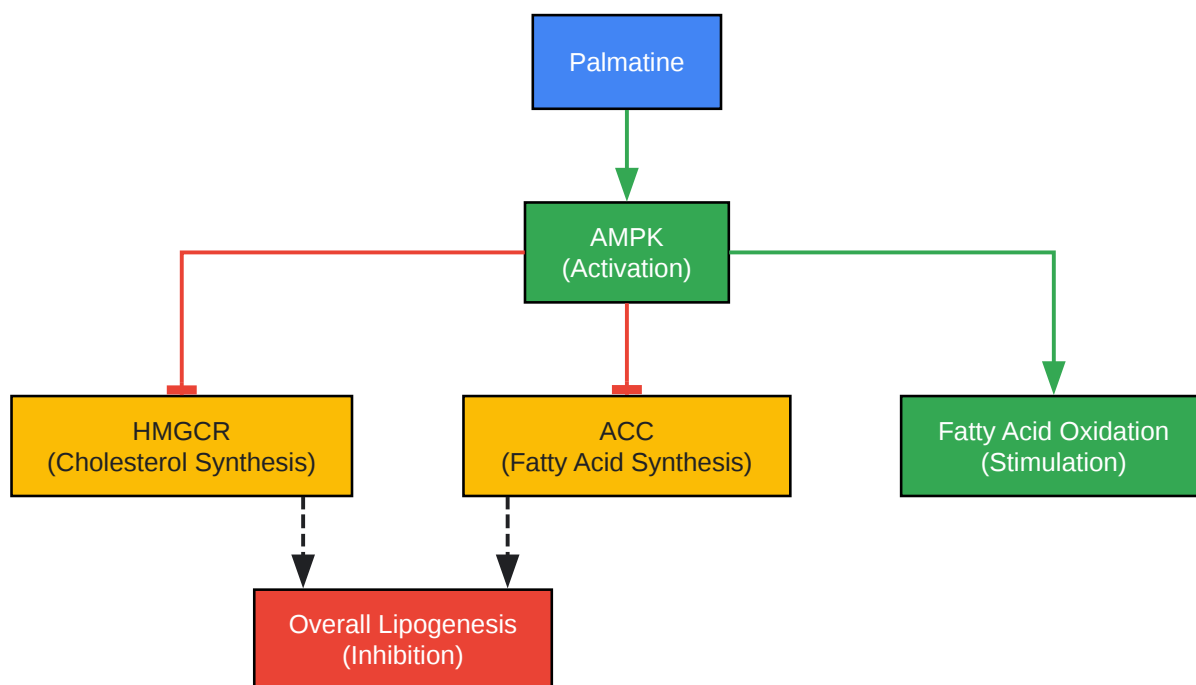 Palmatine
AMPK
(Activation)
HMGCR
(Cholesterol Synthesis)
ACC
(Fatty Acid Synthesis)
Fatty Acid Oxidation
(Stimulation)
Overall Lipogenesis
(Inhibition)